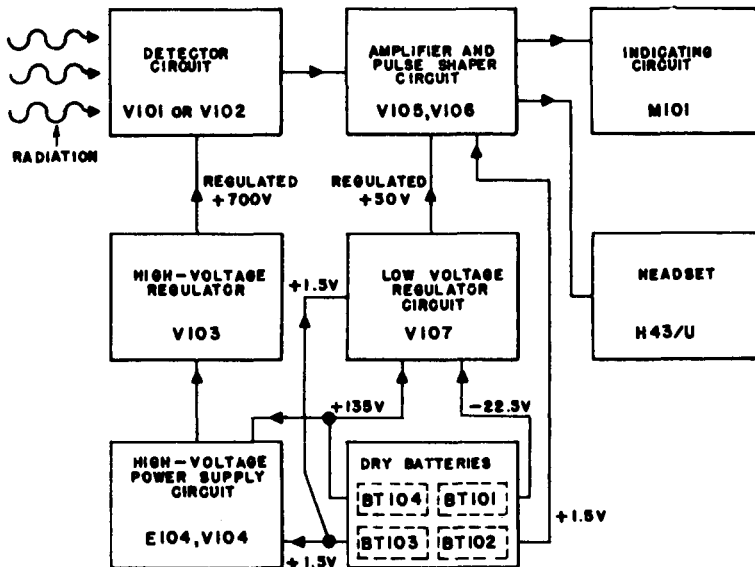 DETECTOR
CIRCUIT
V101 OR V102
RADIATION
AMPLIFIER AND
PULSE SHAPER
CIRCUIT
V105, V106
INDICATING
CIRCUIT
M101
REGULATED
+700V
REGULATED
+50V
HIGH-VOLTAGE
REGULATOR
V103
+1.5V
LOW VOLTAGE
REGULATOR
CIRCUIT
V107
HEADSET
H43/U
+135V
-22.5V
HIGH-VOLTAGE
POWER SUPPLY
CIRCUIT
E104, V104
+1.5V
DRY BATTERIES
BT104 BT101
BT103 BT102
+1.5V